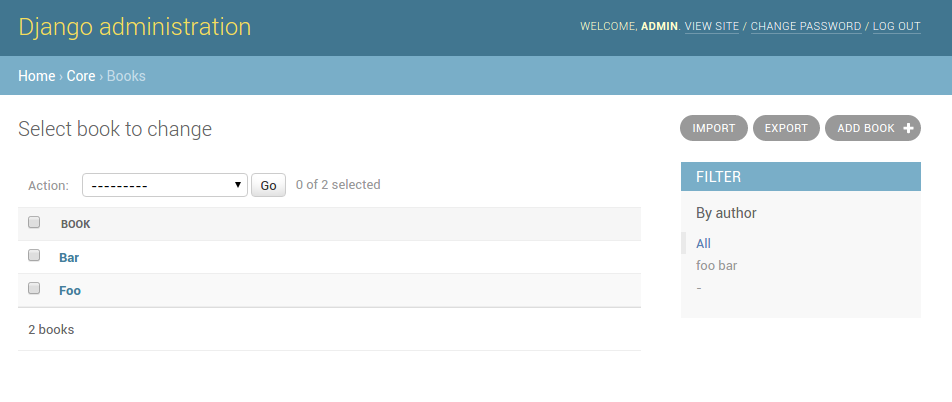 Django administration
WELCOME, ADMIN. VIEW SITE / CHANGE PASSWORD / LOG OUT
Home › Core › Books
Select book to change
IMPORT EXPORT ADD BOOK +
Action: --------- Go 0 of 2 selected
BOOK
Bar
Foo
2 books
FILTER
By author
All
foo bar
-